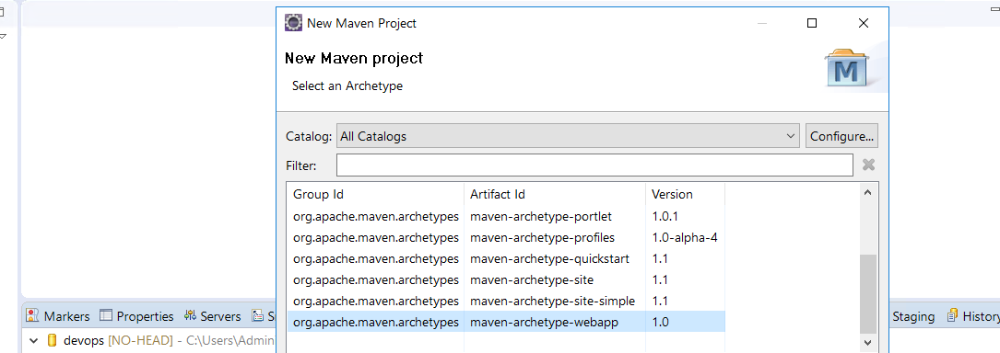 New Maven Project
New Maven project
Select an Archetype
M
Catalog: All Catalogs Configure...
Filter:
Group Id Artifact Id Version
org.apache.maven.archetypes maven-archetype-portlet 1.0.1
org.apache.maven.archetypes maven-archetype-profiles 1.0-alpha-4
org.apache.maven.archetypes maven-archetype-quickstart 1.1
org.apache.maven.archetypes maven-archetype-site 1.1
org.apache.maven.archetypes maven-archetype-site-simple 1.1
org.apache.maven.archetypes maven-archetype-webapp 1.0
Markers Properties Servers Staging History
devops [NO-HEAD] - C:\Users\Admin